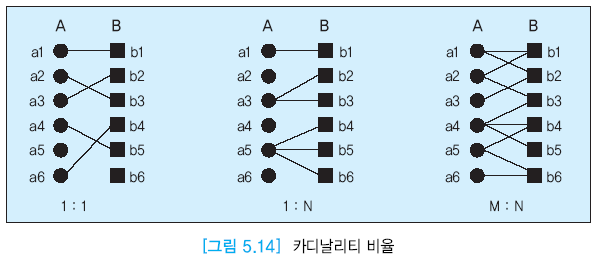 A B A B A B
a1 b1 a1 b1 a1 b1
a2 b2 a2 b2 a2 b2
a3 b3 a3 b3 a3 b3
a4 b4 a4 b4 a4 b4
a5 b5 a5 b5 a5 b5
a6 b6 a6 b6 a6 b6
1 : 1 1 : N M : N
[그림 5.14] 카디날리티 비율